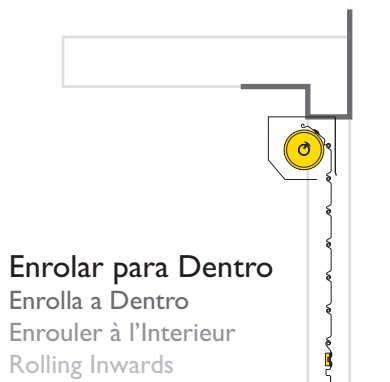 Enrolar para Dentro
Enrolla a Dentro
Enrouler à l’Interieur
Rolling Inwards